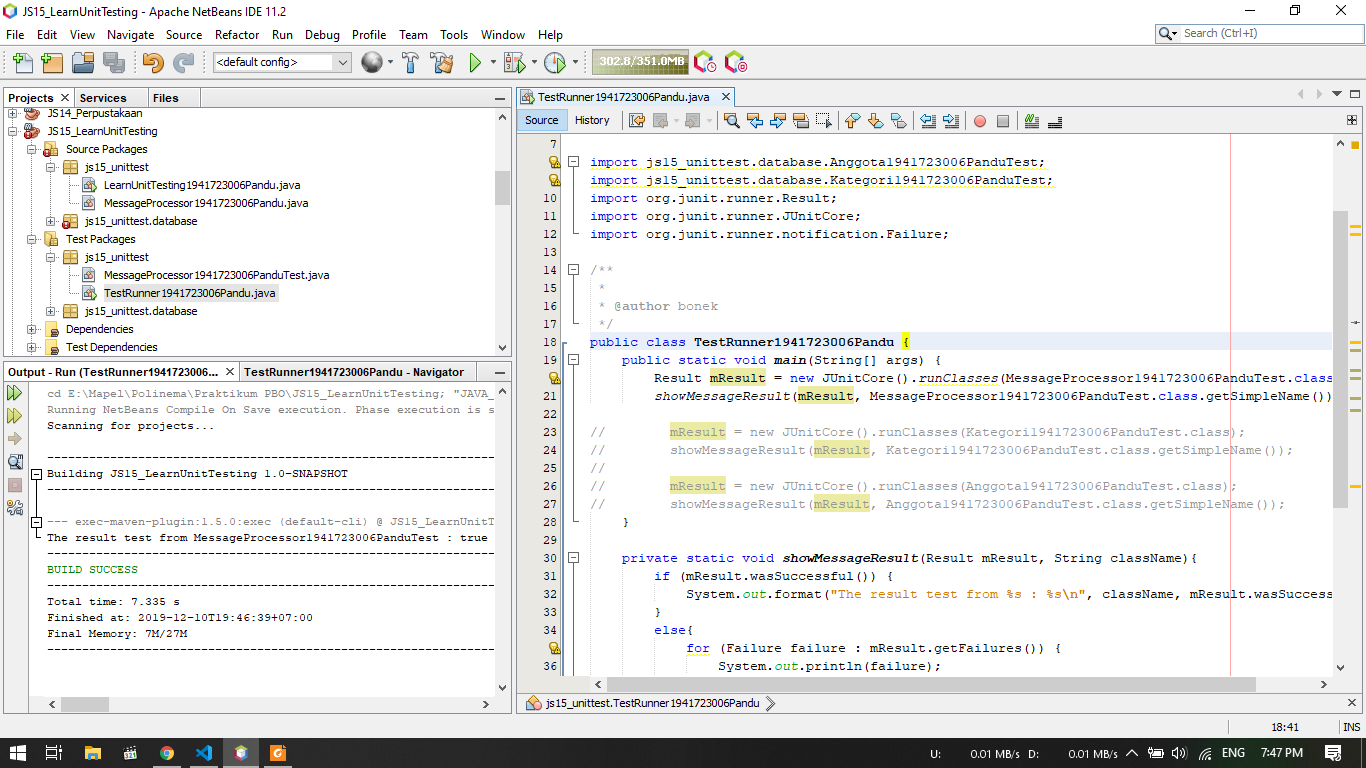 JS15_LearnUnitTesting - Apache NetBeans IDE 11.2
File Edit View Navigate Source Refactor Run Debug Profile Team Tools Window Help
Search (Ctrl+I)
<default config>
302.8/351.0MB
Projects
Services
Files
JS14_Perpustakaan
JS15_LearnUnitTesting
Source Packages
js15_unittest
LearnUnitTesting1941723006Pandu.java
MessageProcessor1941723006Pandu.java
js15_unittest.database
Test Packages
js15_unittest
MessageProcessor1941723006PanduTest.java
TestRunner1941723006Pandu.java
js15_unittest.database
Dependencies
Test Dependencies
Output - Run (TestRunner1941723006...
TestRunner1941723006Pandu - Navigator
cd E:\Mapel\Polinema\Praktikum PBO\JS15_LearnUnitTesting; "JAVA_
Running NetBeans Compile On Save execution. Phase execution is s
Scanning for projects...
------------------------------------------------------------------------
Building JS15_LearnUnitTesting 1.0-SNAPSHOT
------------------------------------------------------------------------
--- exec-maven-plugin:1.5.0:exec (default-cli) @ JS15_LearnUnitT
The result test from MessageProcessor1941723006PanduTest : true
------------------------------------------------------------------------
BUILD SUCCESS
------------------------------------------------------------------------
Total time: 7.335 s
Finished at: 2019-12-10T19:46:39+07:00
Final Memory: 7M/27M
------------------------------------------------------------------------
TestRunner1941723006Pandu.java
Source
History
7
import js15_unittest.database.Anggota1941723006PanduTest;
import js15_unittest.database.Kategori1941723006PanduTest;
10 import org.junit.runner.Result;
11 import org.junit.runner.JUnitCore;
12 import org.junit.runner.notification.Failure;
13
14 /**
15 *
16 * @author bonek
17 */
18 public class TestRunner1941723006Pandu {
19 public static void main(String[] args) {
Result mResult = new JUnitCore().runClasses(MessageProcessor1941723006PanduTest.class
21 showMessageResult(mResult, MessageProcessor1941723006PanduTest.class.getSimpleName())
22
23 // mResult = new JUnitCore().runClasses(Kategori1941723006PanduTest.class);
24 // showMessageResult(mResult, Kategori1941723006PanduTest.class.getSimpleName());
25 //
26 // mResult = new JUnitCore().runClasses(Anggota1941723006PanduTest.class);
27 // showMessageResult(mResult, Anggota1941723006PanduTest.class.getSimpleName());
28 }
29
30 private static void showMessageResult(Result mResult, String className){
31 if (mResult.wasSuccessful()) {
32 System.out.format("The result test from %s : %s\n", className, mResult.wasSuccess
33 }
34 else{
for (Failure failure : mResult.getFailures()) {
36 System.out.println(failure);
js15_unittest.TestRunner1941723006Pandu
18:41 INS
U: 0.01 MB/s D: 0.01 MB/s ENG 7:47 PM